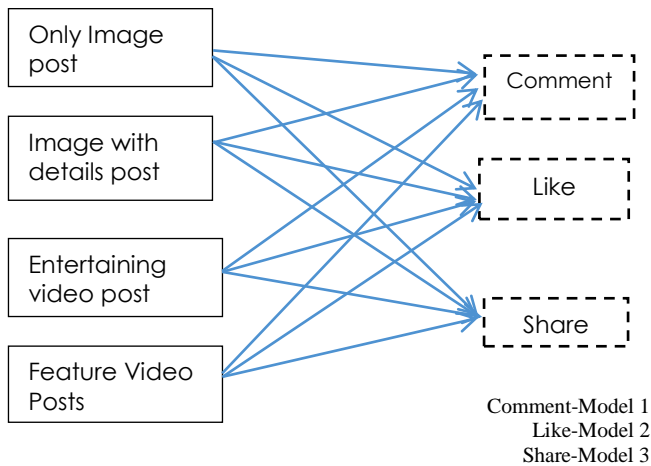 Only Image
post
Comment
Image with
details post
Like
Entertaining
video post
Share
Feature Video
Posts
Comment-Model 1
Like-Model 2
Share-Model 3